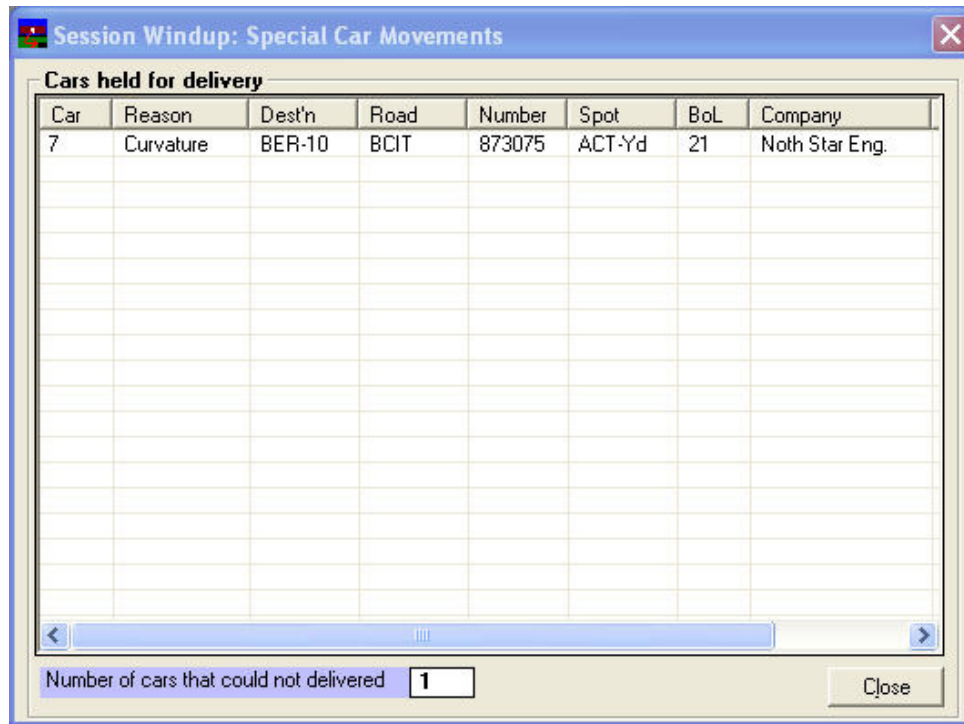 Session Windup: Special Car Movements
Cars held for delivery
Car Reason Dest'n Road Number Spot BoL Company
7 Curvature BER-10 BCIT 873075 ACT-Yd 21 Noth Star Eng.
Number of cars that could not delivered 1
Close